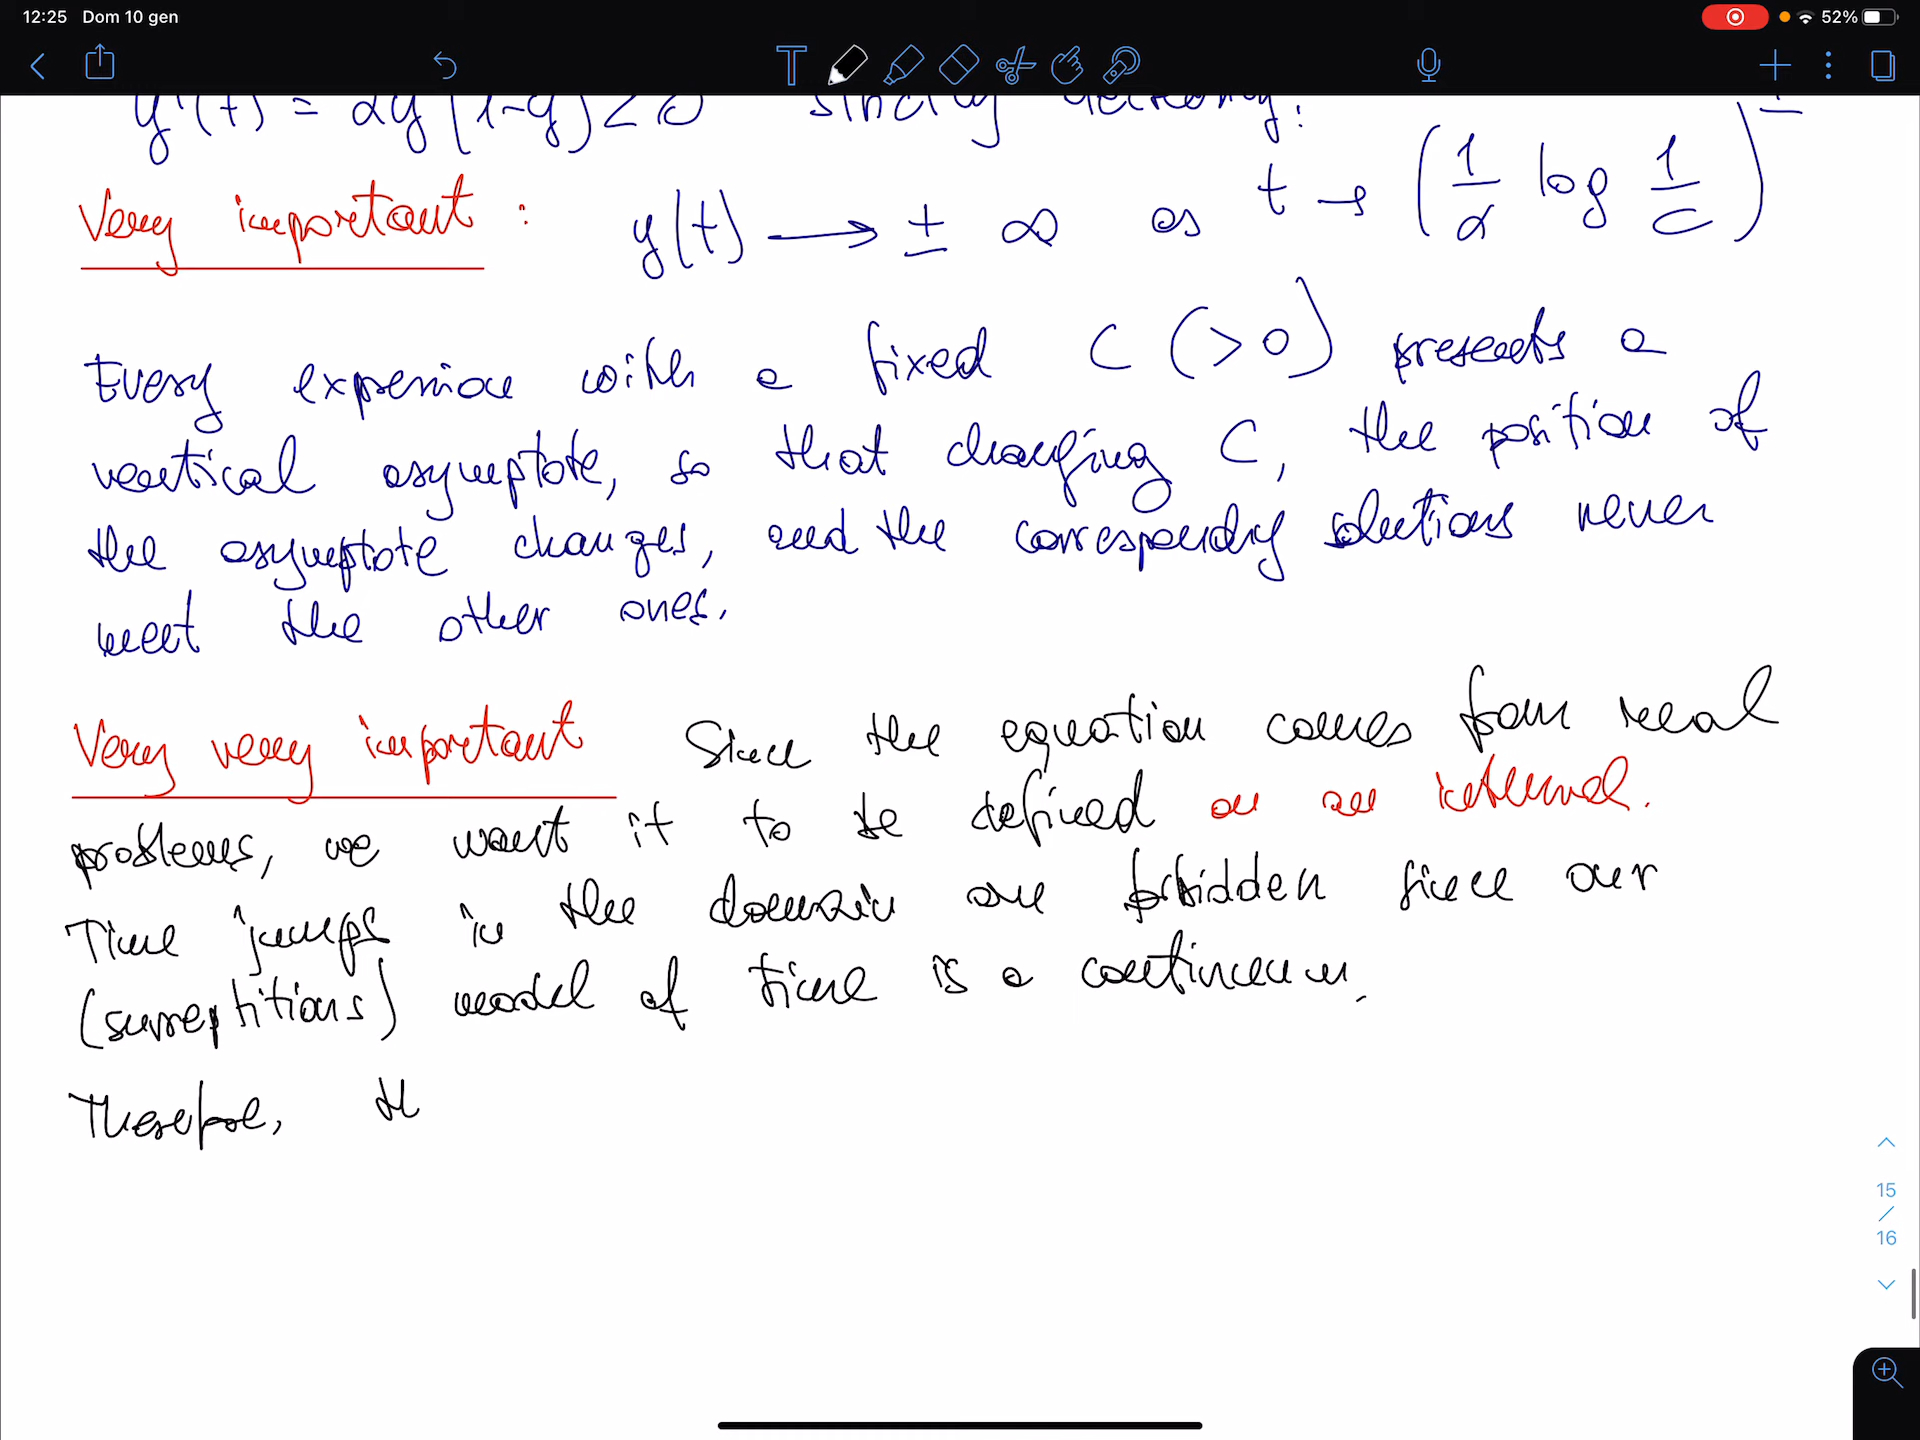 12:25 Dom 10 gen 52%
y'(t) = αy(1-y) < 0 strictly decreasing.
Very important : y(t) → ± ∞ as t → (1/α log 1/C)^±
Every expression with a fixed C (>0) presents a
vertical asymptote, so that changing C, the position of
the asymptote changes, and the corresponding solutions never
meet the other ones.
Very very important Since the equation comes from real
problems, we want it to be defined on an interval.
Time jumps in the domain are forbidden since our
(surreptitious) model of time is a continuum.
Therefore, th
15
/
16